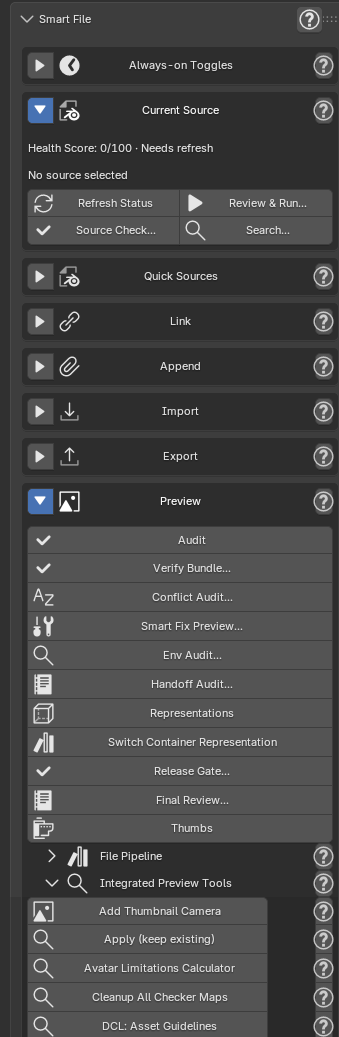 Smart File
Always-on Toggles
Current Source
Health Score: 0/100 · Needs refresh
No source selected
Refresh Status
Review & Run...
Source Check...
Search...
Quick Sources
Link
Append
Import
Export
Preview
Audit
Verify Bundle...
Conflict Audit...
Smart Fix Preview...
Env Audit...
Handoff Audit...
Representations
Switch Container Representation
Release Gate...
Final Review...
Thumbs
File Pipeline
Integrated Preview Tools
Add Thumbnail Camera
Apply (keep existing)
Avatar Limitations Calculator
Cleanup All Checker Maps
DCL: Asset Guidelines